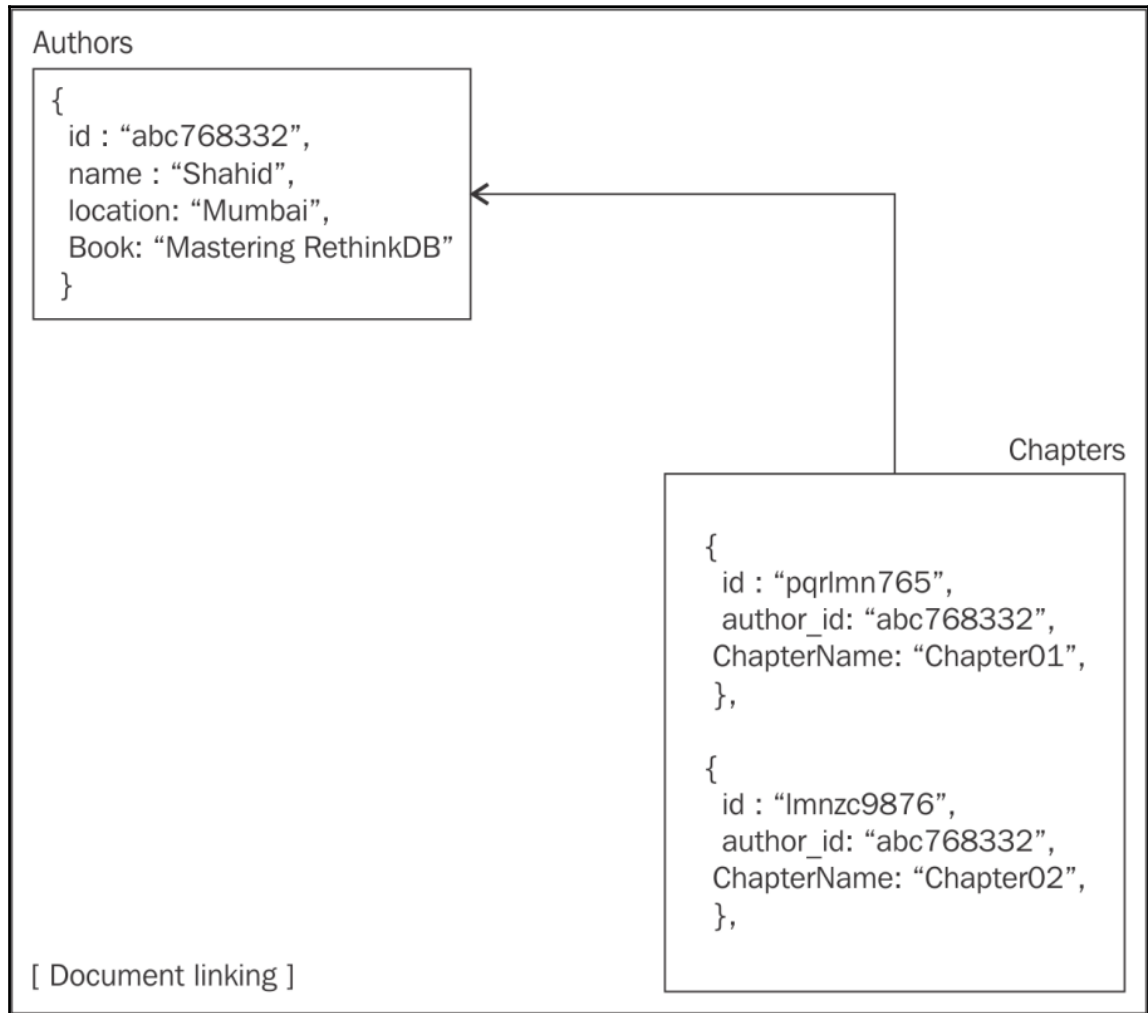 Authors
{
id : “abc768332”,
name : “Shahid”,
location: “Mumbai”,
Book: “Mastering RethinkDB”
}
Chapters
{
id : “pqrlmn765”,
author_id: “abc768332”,
ChapterName: “Chapter01”,
},
{
id : “lmnzc9876”,
author_id: “abc768332”,
ChapterName: “Chapter02”,
},
[ Document linking ]